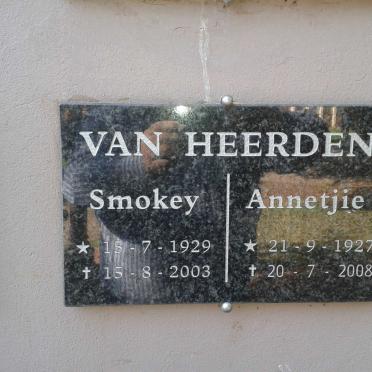 VAN HEERDEN
Smokey Annetjie
★ 15 - 7 - 1929 ★ 21 - 9 - 1927
✝ 15 - 8 - 2003 ✝ 20 - 7 - 2008